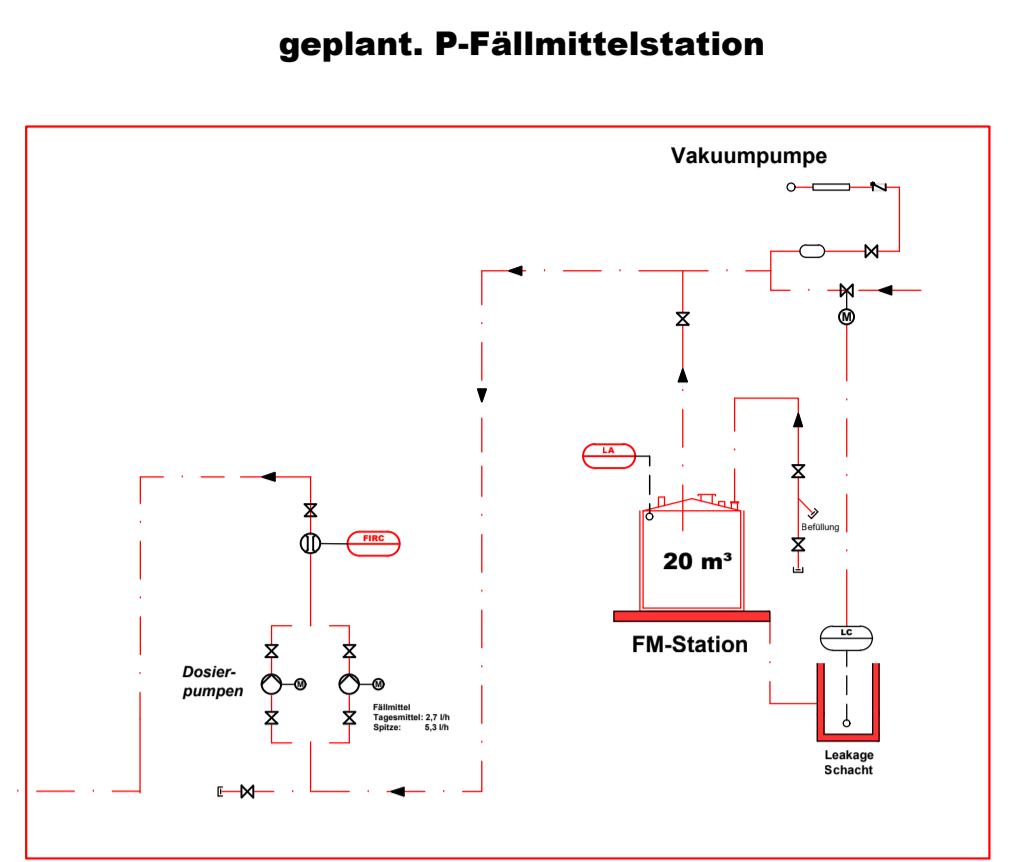 geplant. P-Fällmittelstation
Vakuumpumpe
M
LA
Befüllung
FIRC
20 m³
LC
FM-Station
Dosier-
pumpen
M
M
Fällmittel
Tagesmittel: 2,7 l/h
Spitze: 5,3 l/h
Leakage
Schacht